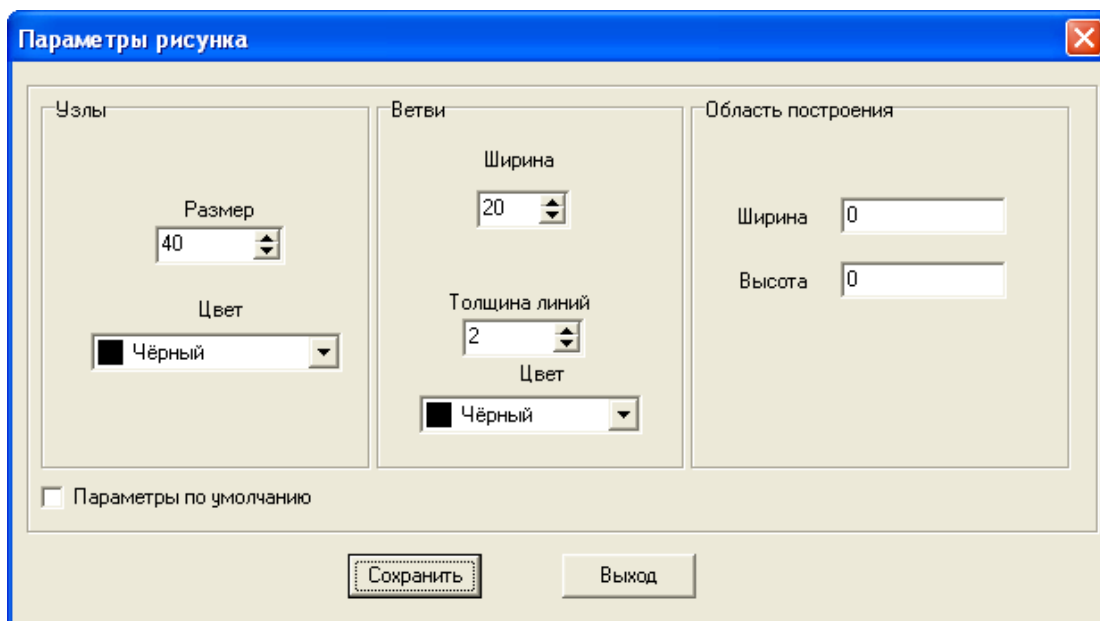 Параметры рисунка
Узлы
Размер
40
Цвет
Чёрный
Ветви
Ширина
20
Толщина линий
2
Цвет
Чёрный
Область построения
Ширина 0
Высота 0
Параметры по умолчанию
Сохранить Выход